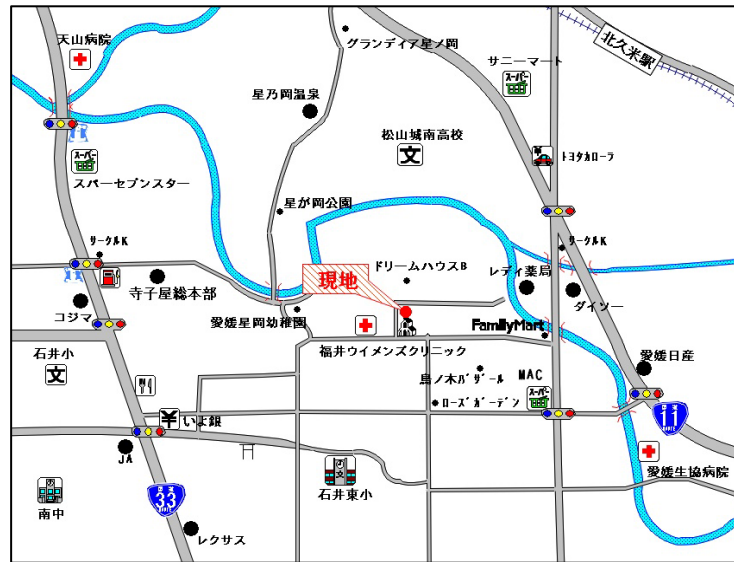 グランディア星ノ岡
天山病院
サニーマート
北久米駅
スーパー
星乃岡温泉
松山城南高校
文
トヨタカローラ
スーパー
スパーセブンスター
星が岡公園
サークルK
サークルK
ドリームハウスB
現地
レディ薬局
寺子屋総本部
ダイソー
コジマ
愛媛星岡幼稚園
FamilyMart
福井ウイメンズクリニック
石井小
文
愛媛日産
MAC
鳥ノ木バザール
スーパー
ローズガーデン
国道
11
ROUTE
¥
いよ銀
JA
愛媛生協病院
石井東小
国道
33
ROUTE
南中
レクサス